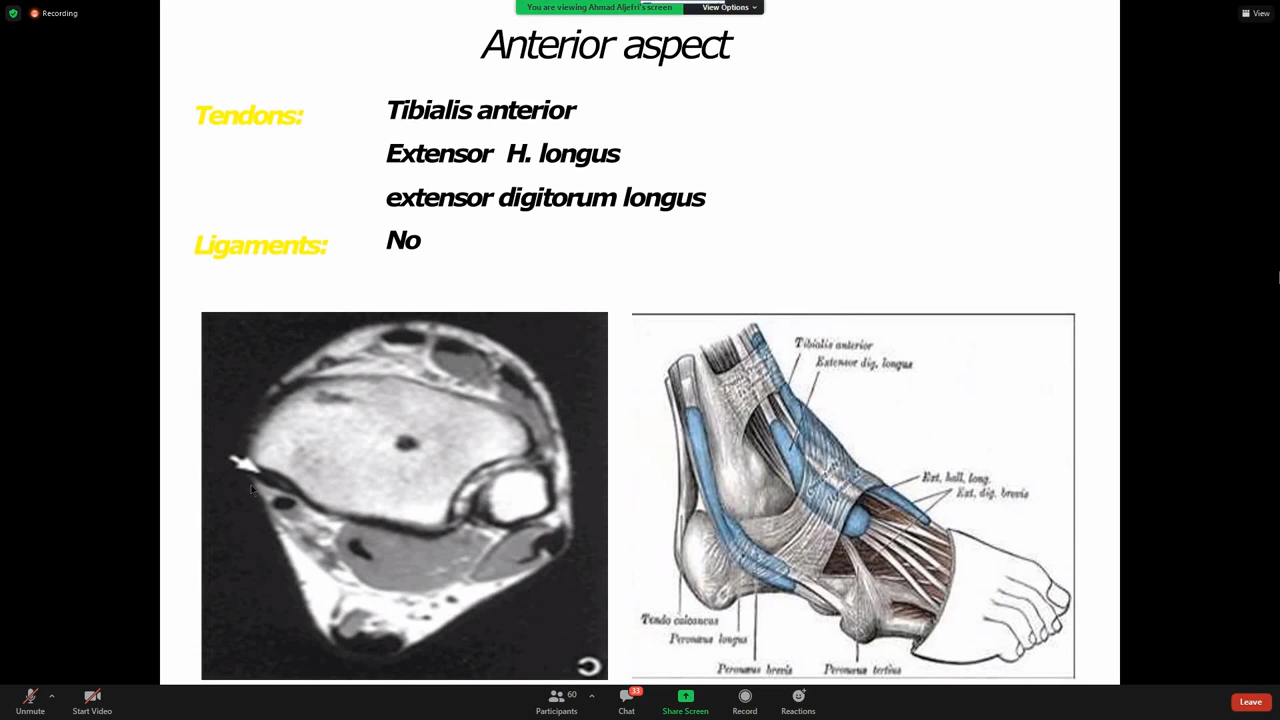 Recording
You are viewing Ahmad Aljefri's screen
View Options
View
Anterior aspect
Tendons:
Tibialis anterior
Extensor H. longus
extensor digitorum longus
Ligaments:
No
Tibialis anterior
Extensor dig. longus
Ext. hall. long.
Ext. dig. brevis
Tendo calcaneus
Peronæus longus
Peronæus brevis
Peronæus tertius
Unmute
Start Video
60
Participants
33
Chat
Share Screen
Record
Reactions
Leave